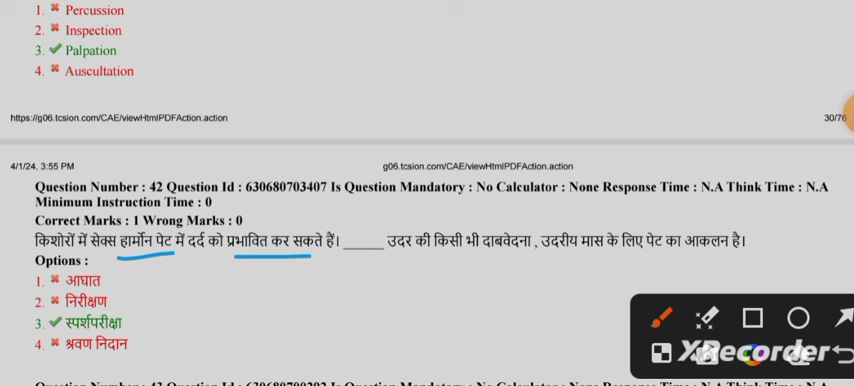 1. Percussion
2. Inspection
3. Palpation
4. Auscultation
https://g06.tcsion.com/CAE/viewHtmlPDFAction.action 30/76
4/1/24, 3:55 PM g06.tcsion.com/CAE/viewHtmlPDFAction.action
Question Number : 42 Question Id : 630680703407 Is Question Mandatory : No Calculator : None Response Time : N.A Think Time : N.A
Minimum Instruction Time : 0
Correct Marks : 1 Wrong Marks : 0
किशोरों में सेक्स हार्मोन पेट में दर्द को प्रभावित कर सकते हैं। ______ उदर की किसी भी दाबवेदना , उदरीय मास के लिए पेट का आकलन है।
Options :
1. आघात
2. निरीक्षण
3. स्पर्शपरीक्षा
4. श्रवण निदान
XRecorder